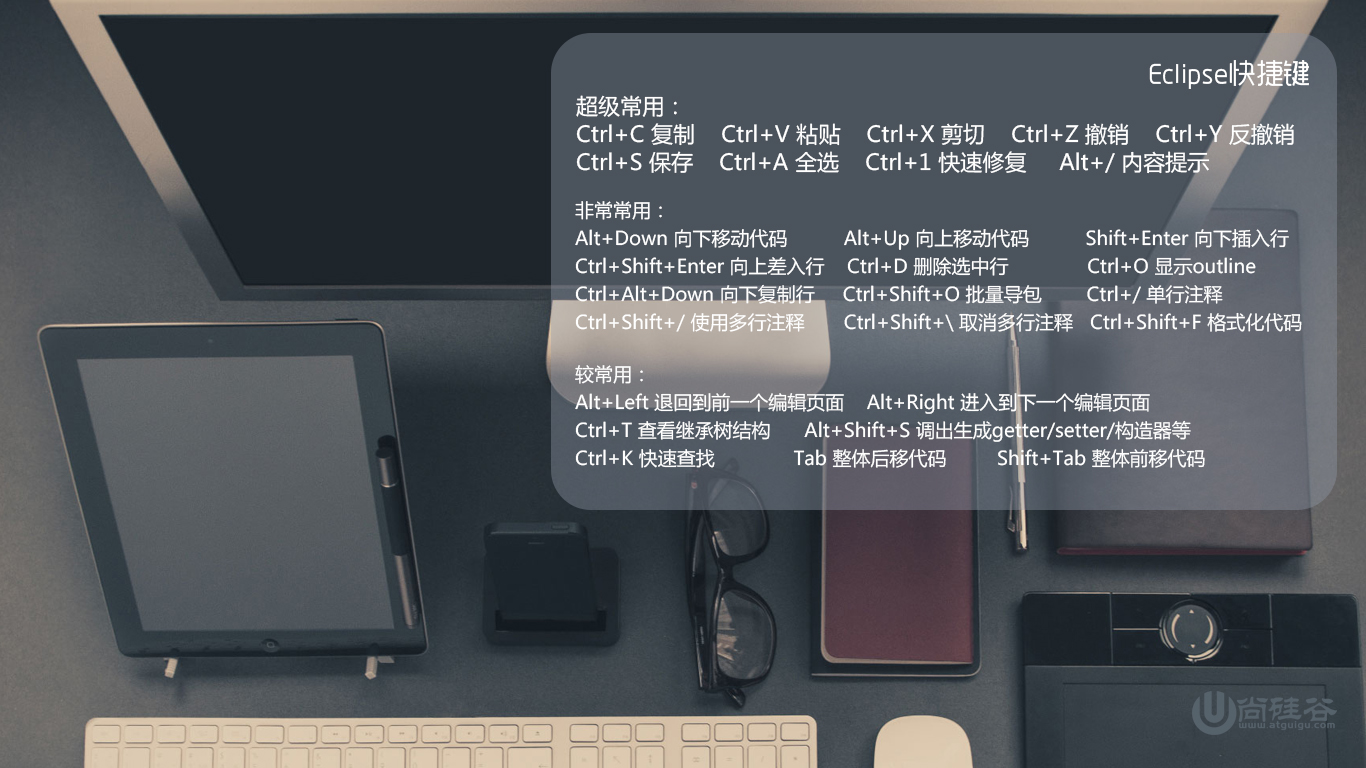 Eclipse快捷键
超级常用：
Ctrl+C 复制 Ctrl+V 粘贴 Ctrl+X 剪切 Ctrl+Z 撤销 Ctrl+Y 反撤销
Ctrl+S 保存 Ctrl+A 全选 Ctrl+1 快速修复 Alt+/ 内容提示
非常常用：
Alt+Down 向下移动代码 Alt+Up 向上移动代码 Shift+Enter 向下插入行
Ctrl+Shift+Enter 向上差入行 Ctrl+D 删除选中行 Ctrl+O 显示outline
Ctrl+Alt+Down 向下复制行 Ctrl+Shift+O 批量导包 Ctrl+/ 单行注释
Ctrl+Shift+/ 使用多行注释 Ctrl+Shift+\ 取消多行注释 Ctrl+Shift+F 格式化代码
较常用：
Alt+Left 退回到前一个编辑页面 Alt+Right 进入到下一个编辑页面
Ctrl+T 查看继承树结构 Alt+Shift+S 调出生成getter/setter/构造器等
Ctrl+K 快速查找 Tab 整体后移代码 Shift+Tab 整体前移代码
尚硅谷
www.atguigu.com